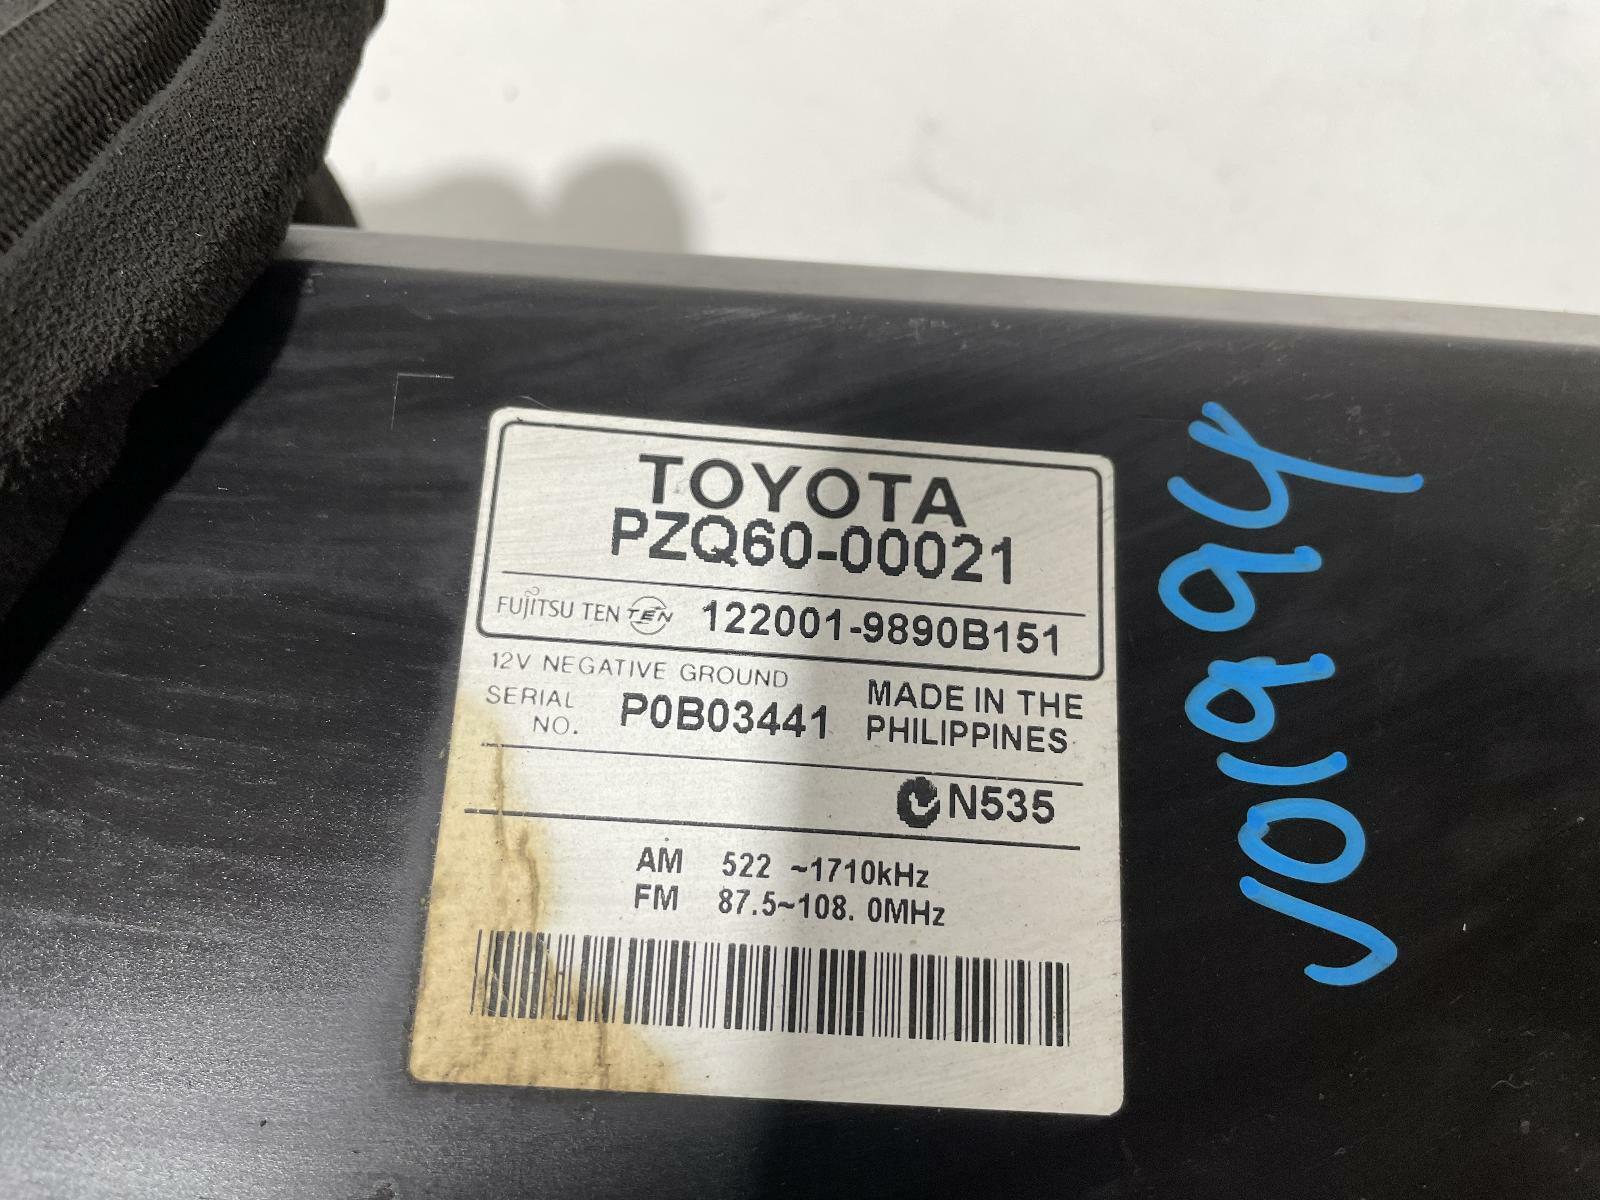 TOYOTA
PZQ60-00021
FUJITSU TEN TEN 122001-9890B151
12V NEGATIVE GROUND
SERIAL NO. P0B03441
MADE IN THE PHILIPPINES
N535
AM 522 ~1710kHz
FM 87.5~108. 0MHz
J01994